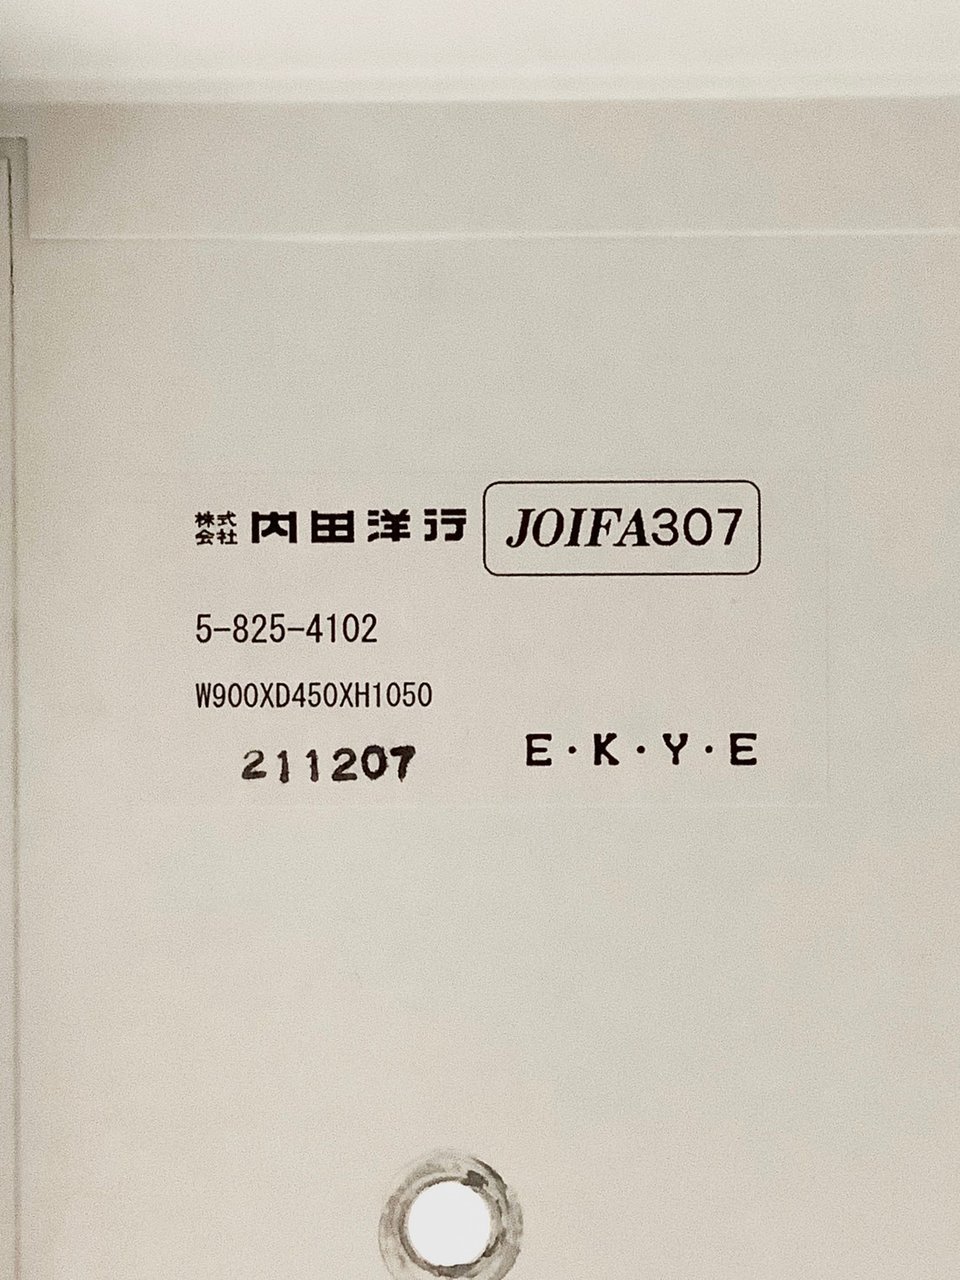 株式会社 内田洋行 JOIFA307
5-825-4102
W900XD450XH1050
211207 E・K・Y・E